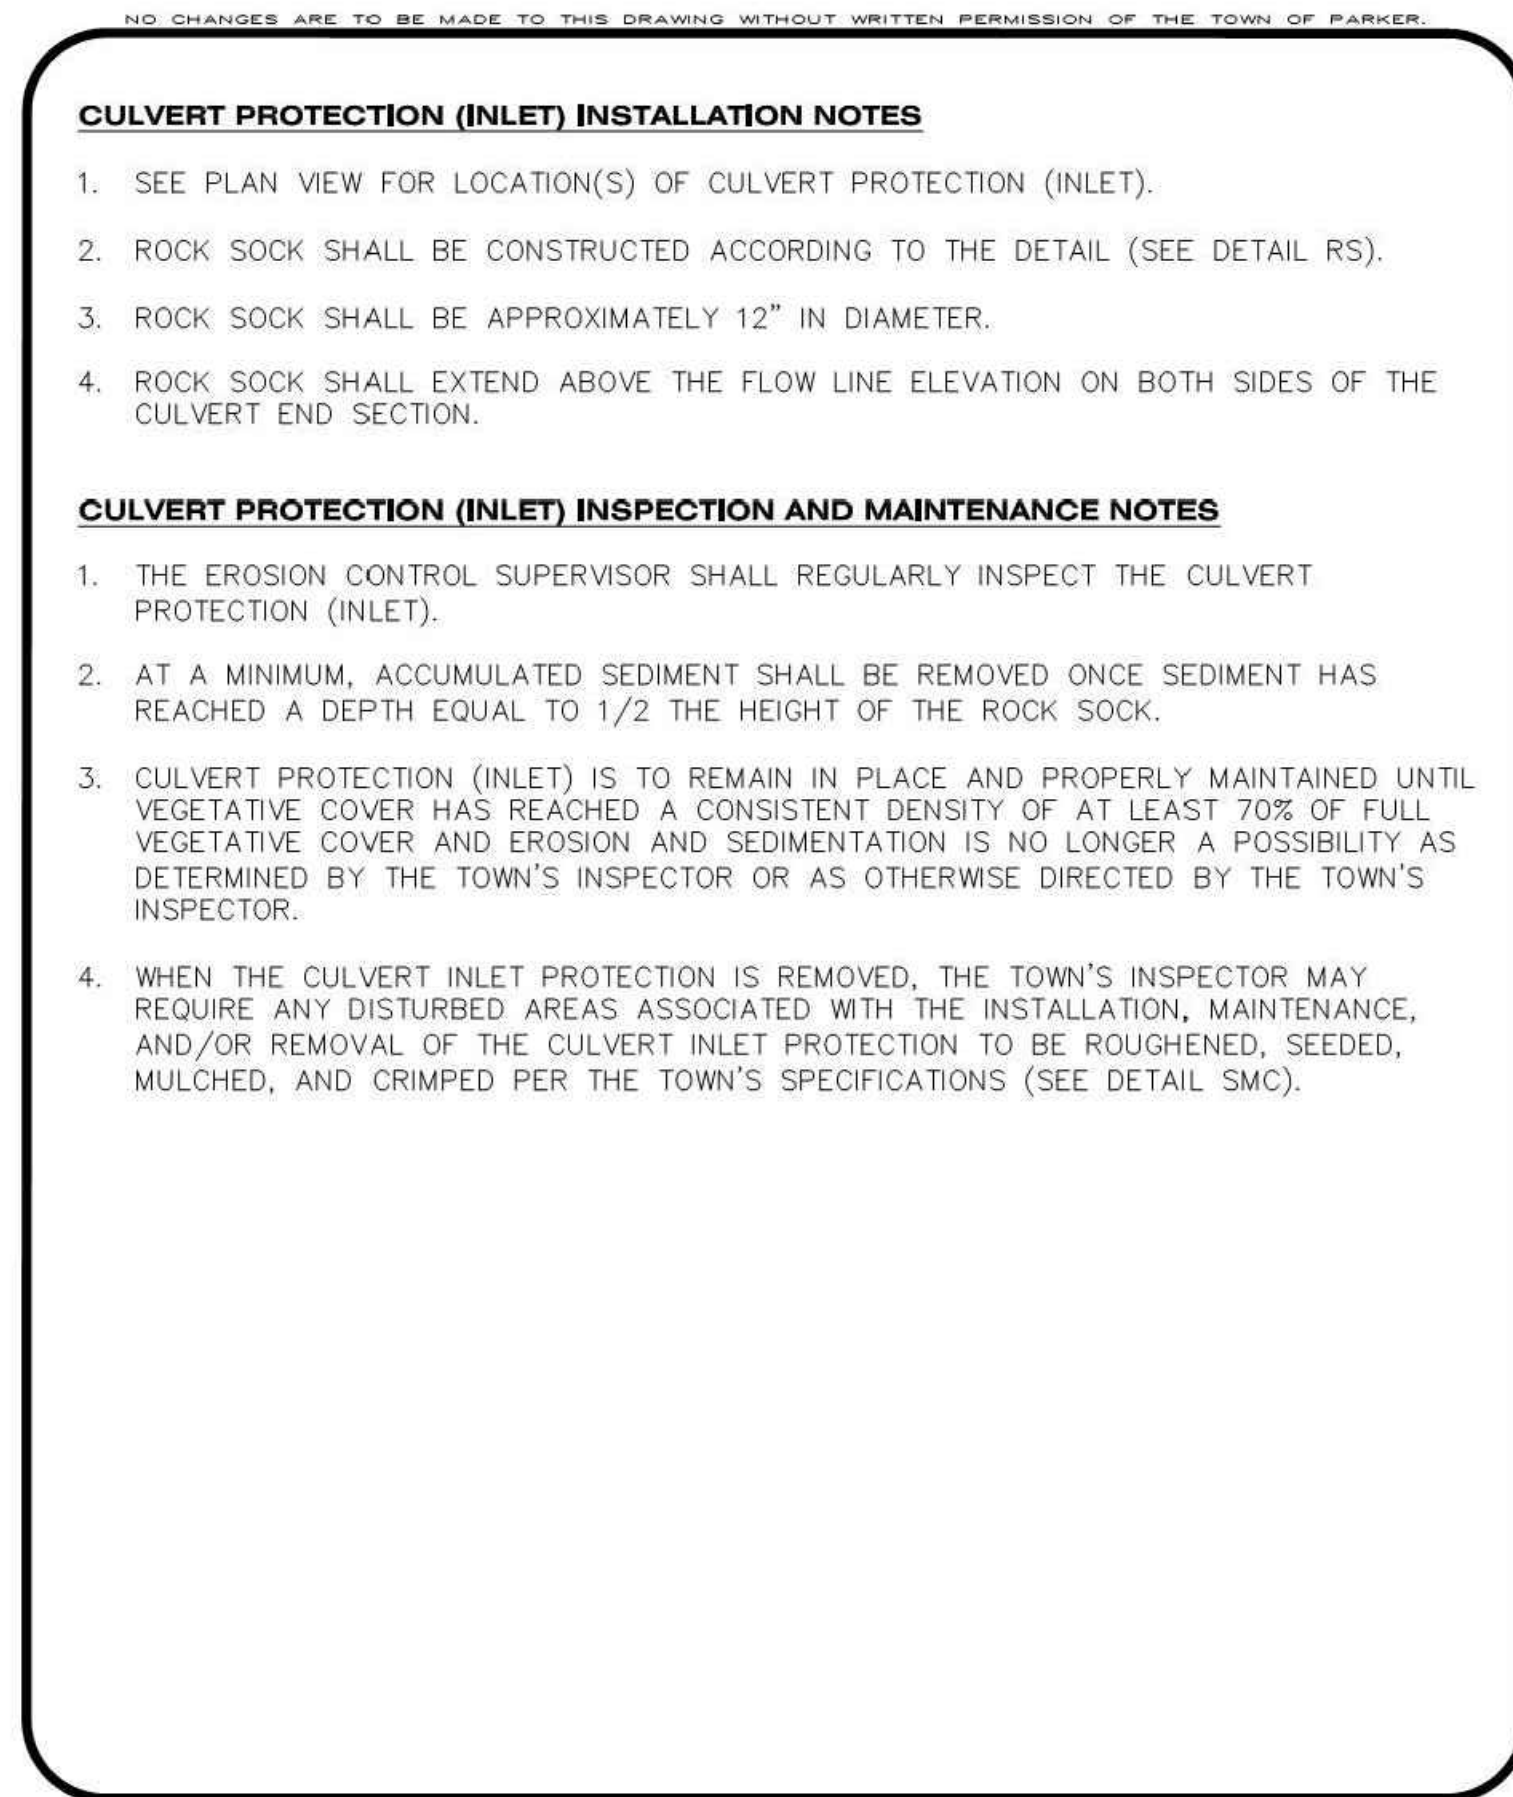 NO CHANGES ARE TO BE MADE TO THIS DRAWING WITHOUT WRITTEN PERMISSION OF THE TOWN OF PARKER.
CULVERT PROTECTION (INLET) INSTALLATION NOTES
1. SEE PLAN VIEW FOR LOCATION(S) OF CULVERT PROTECTION (INLET).
2. ROCK SOCK SHALL BE CONSTRUCTED ACCORDING TO THE DETAIL (SEE DETAIL RS).
3. ROCK SOCK SHALL BE APPROXIMATELY 12" IN DIAMETER.
4. ROCK SOCK SHALL EXTEND ABOVE THE FLOW LINE ELEVATION ON BOTH SIDES OF THE
CULVERT END SECTION.
CULVERT PROTECTION (INLET) INSPECTION AND MAINTENANCE NOTES
1. THE EROSION CONTROL SUPERVISOR SHALL REGULARLY INSPECT THE CULVERT
PROTECTION (INLET).
2. AT A MINIMUM, ACCUMULATED SEDIMENT SHALL BE REMOVED ONCE SEDIMENT HAS
REACHED A DEPTH EQUAL TO 1/2 THE HEIGHT OF THE ROCK SOCK.
3. CULVERT PROTECTION (INLET) IS TO REMAIN IN PLACE AND PROPERLY MAINTAINED UNTIL
VEGETATIVE COVER HAS REACHED A CONSISTENT DENSITY OF AT LEAST 70% OF FULL
VEGETATIVE COVER AND EROSION AND SEDIMENTATION IS NO LONGER A POSSIBILITY AS
DETERMINED BY THE TOWN'S INSPECTOR OR AS OTHERWISE DIRECTED BY THE TOWN'S
INSPECTOR.
4. WHEN THE CULVERT INLET PROTECTION IS REMOVED, THE TOWN'S INSPECTOR MAY
REQUIRE ANY DISTURBED AREAS ASSOCIATED WITH THE INSTALLATION, MAINTENANCE,
AND/OR REMOVAL OF THE CULVERT INLET PROTECTION TO BE ROUGHENED, SEEDED,
MULCHED, AND CRIMPED PER THE TOWN'S SPECIFICATIONS (SEE DETAIL SMC).